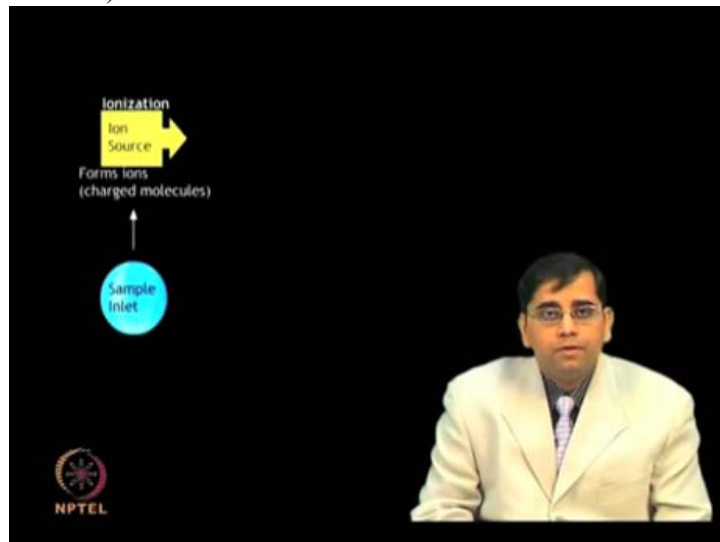 Ionization
Ion
Source
Forms ions
(charged molecules)
Sample
Inlet
NPTEL